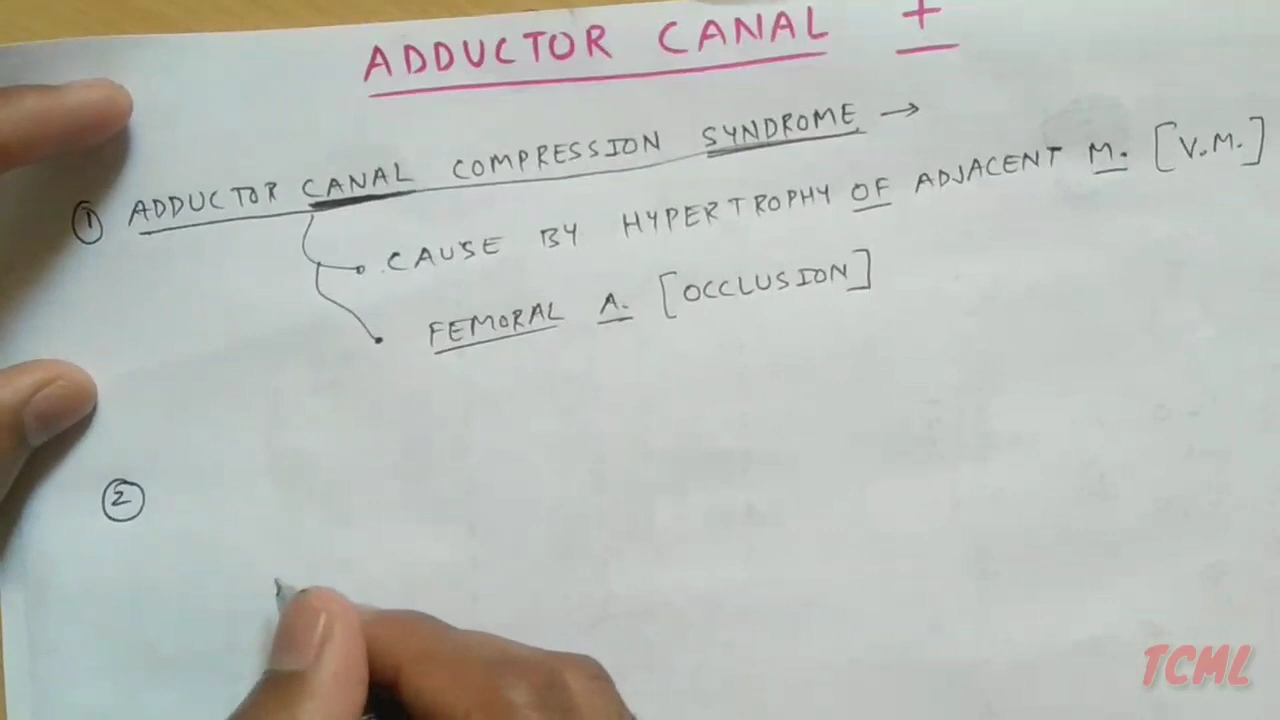 ADDUCTOR CANAL +
① ADDUCTOR CANAL COMPRESSION SYNDROME →
CAUSE BY HYPERTROPHY OF ADJACENT M. [V.M.]
FEMORAL A. [OCCLUSION]
②
TCML